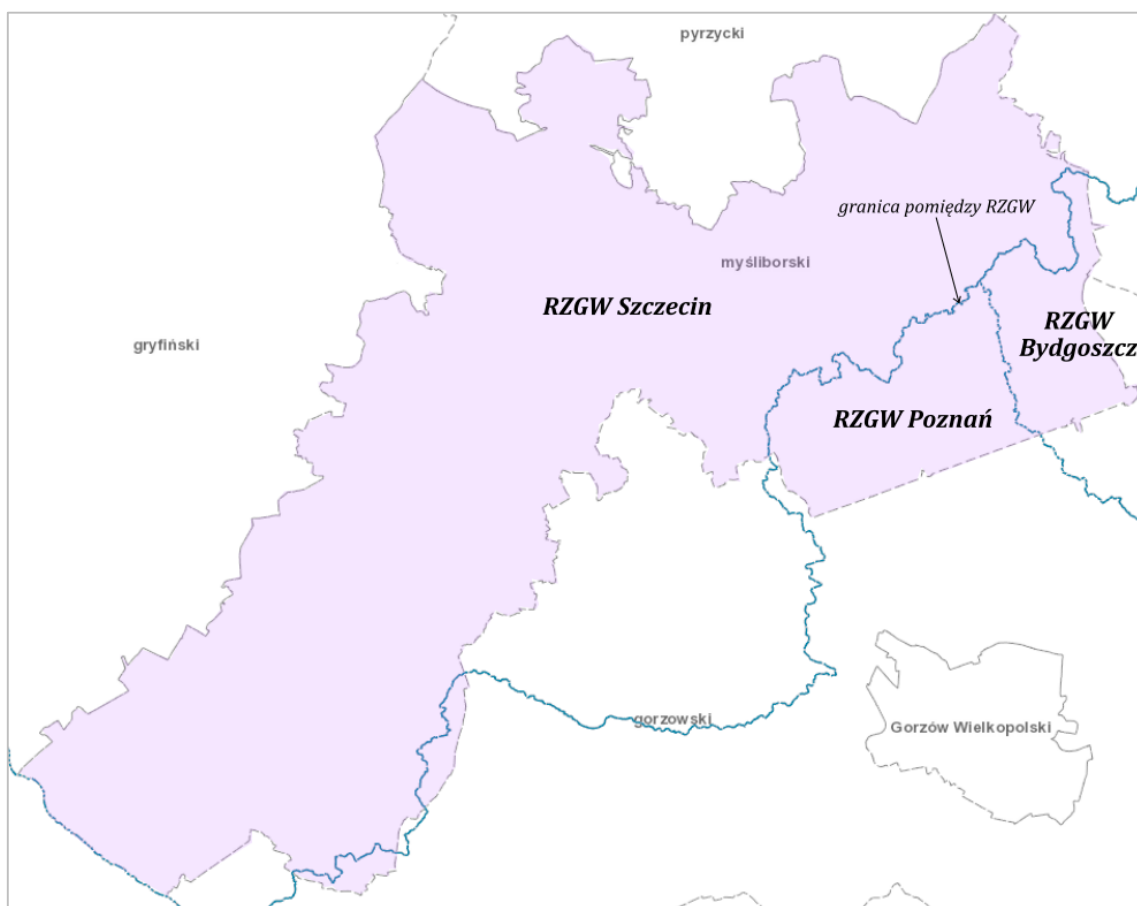 pyrzycki
granica pomiędzy RZGW
myśliborski
RZGW Szczecin
gryfiński
RZGW
Bydgoszcz
RZGW Poznań
gorzowski
Gorzów Wielkopolski